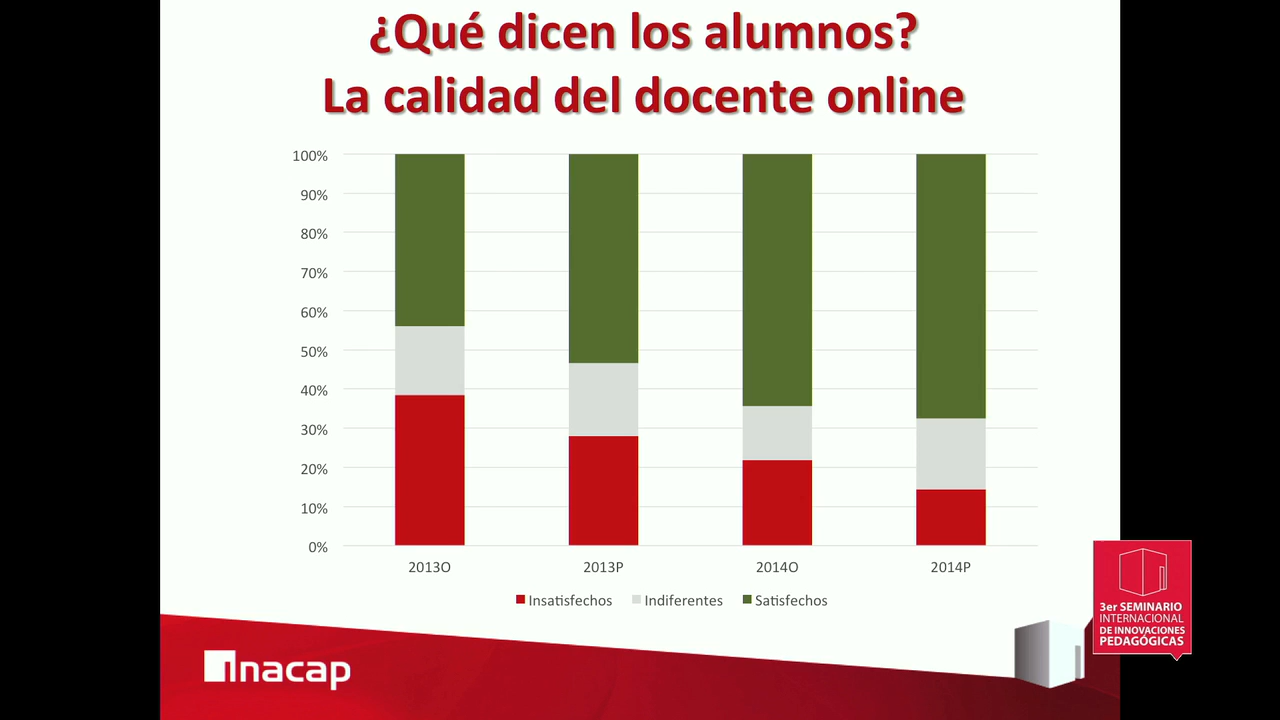 ¿Qué dicen los alumnos?
La calidad del docente online
100%
90%
80%
70%
60%
50%
40%
30%
20%
10%
0%
2013O 2013P 2014O 2014P
Insatisfechos Indiferentes Satisfechos
inacap
3er SEMINARIO
INTERNACIONAL
DE INNOVACIONES
PEDAGÓGICAS